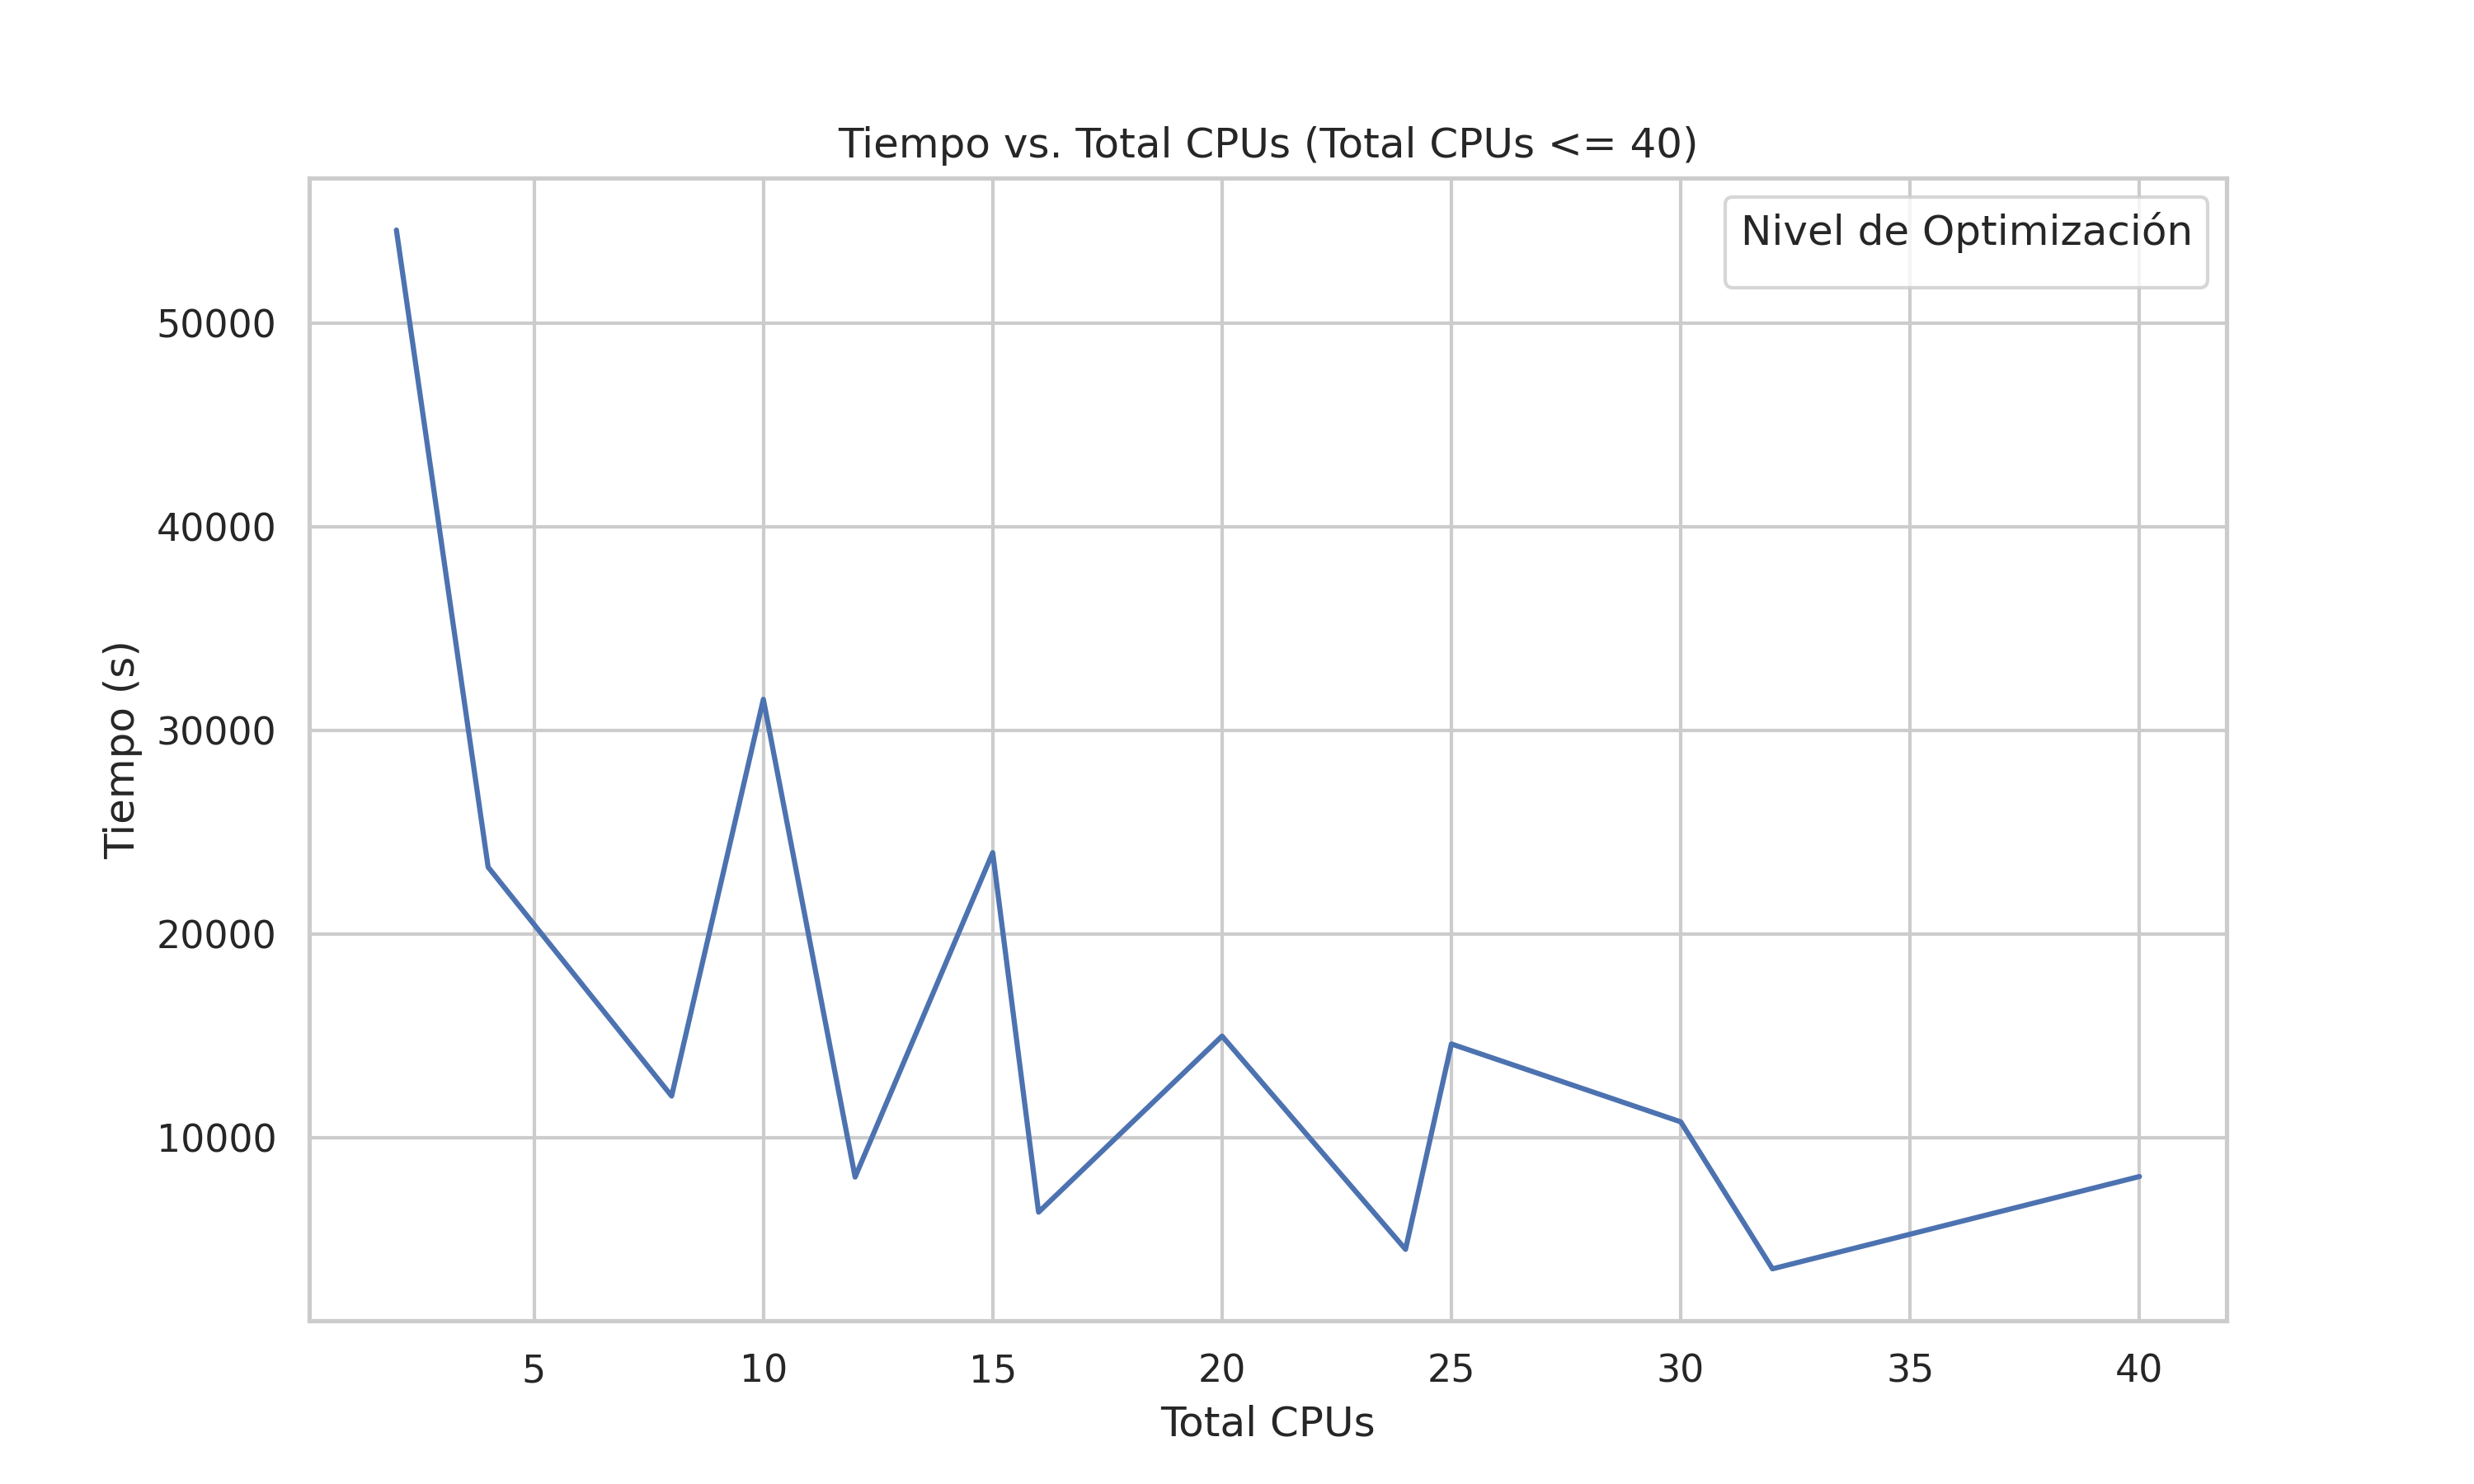 Tiempo vs. Total CPUs (Total CPUs <= 40)
Nivel de Optimización
50000
40000
30000
20000
10000
Tiempo (s)
5 10 15 20 25 30 35 40
Total CPUs